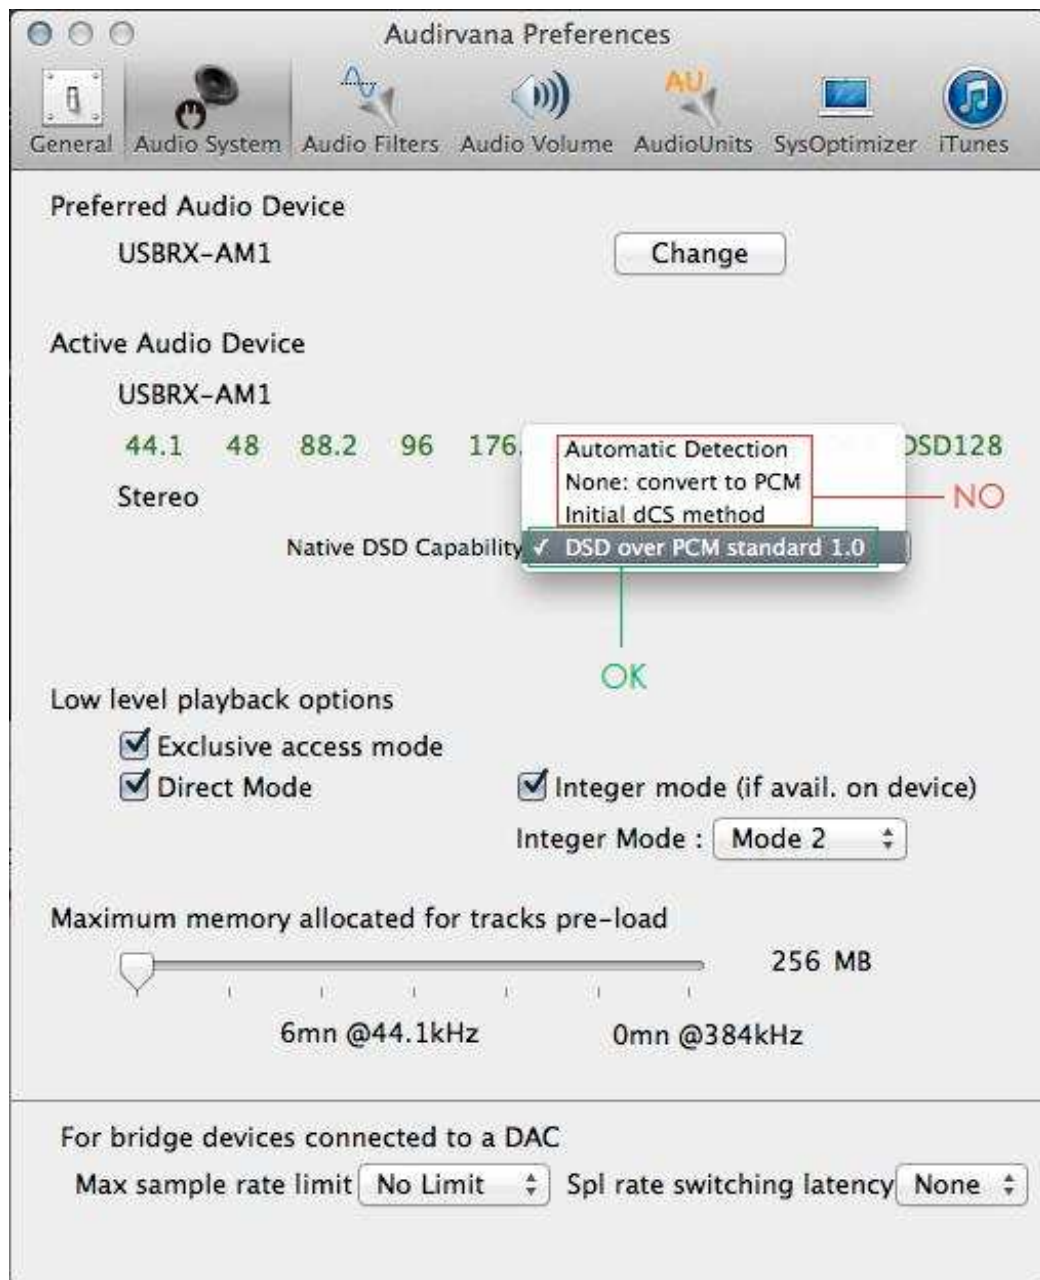 Audirvana Preferences
General Audio System Audio Filters Audio Volume AudioUnits SysOptimizer iTunes
Preferred Audio Device
USBRX-AM1 Change
Active Audio Device
USBRX-AM1
44.1 48 88.2 96 176. DSD128
Automatic Detection
None: convert to PCM
Initial dCS method
NO
Stereo
Native DSD Capability ✓ DSD over PCM standard 1.0
OK
Low level playback options
Exclusive access mode
Direct Mode Integer mode (if avail. on device)
Integer Mode : Mode 2
Maximum memory allocated for tracks pre-load
256 MB
6mn @44.1kHz 0mn @384kHz
For bridge devices connected to a DAC
Max sample rate limit No Limit Spl rate switching latency None